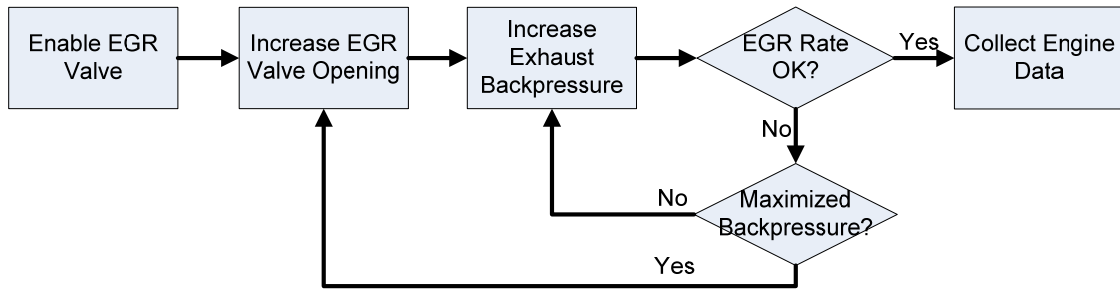 Enable EGR
Valve
Increase EGR
Valve Opening
Increase
Exhaust
Backpressure
EGR Rate
OK?
Yes
Collect Engine
Data
No
Maximized
Backpressure?
No
Yes